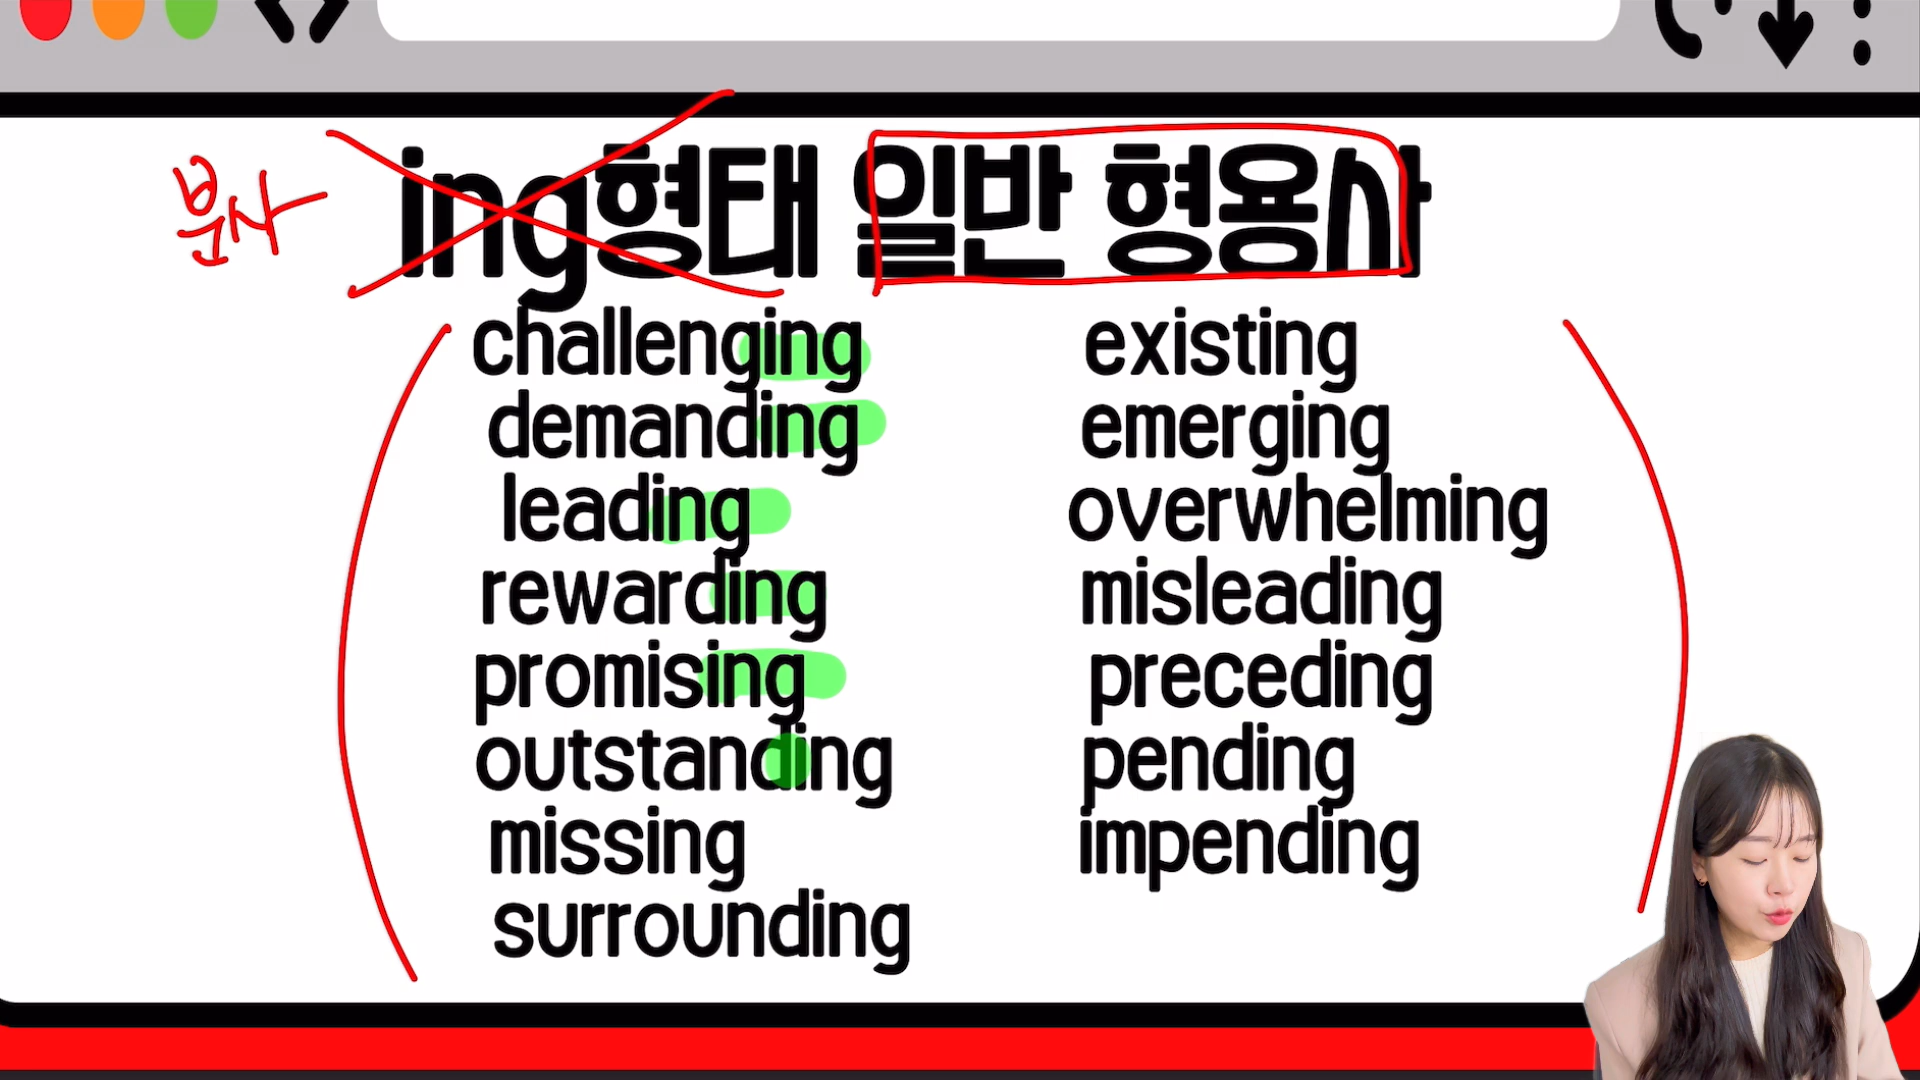 분사
ing형태 일반 형용사
challenging
demanding
leading
rewarding
promising
outstanding
missing
surrounding
existing
emerging
overwhelming
misleading
preceding
pending
impending